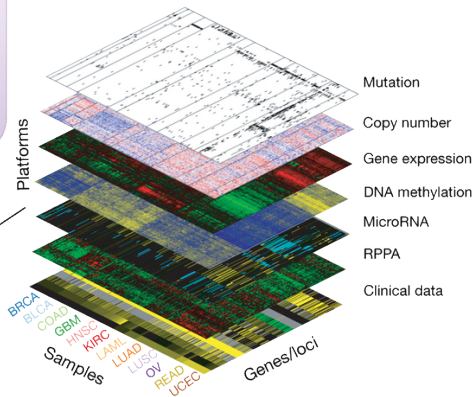 Mutation
Copy number
Gene expression
DNA methylation
MicroRNA
RPPA
Clinical data
Platforms
BRCA
BLCA
COAD
GBM
HNSC
KIRC
LAML
LUAD
LUSC
OV
READ
UCEC
Samples
Genes/loci